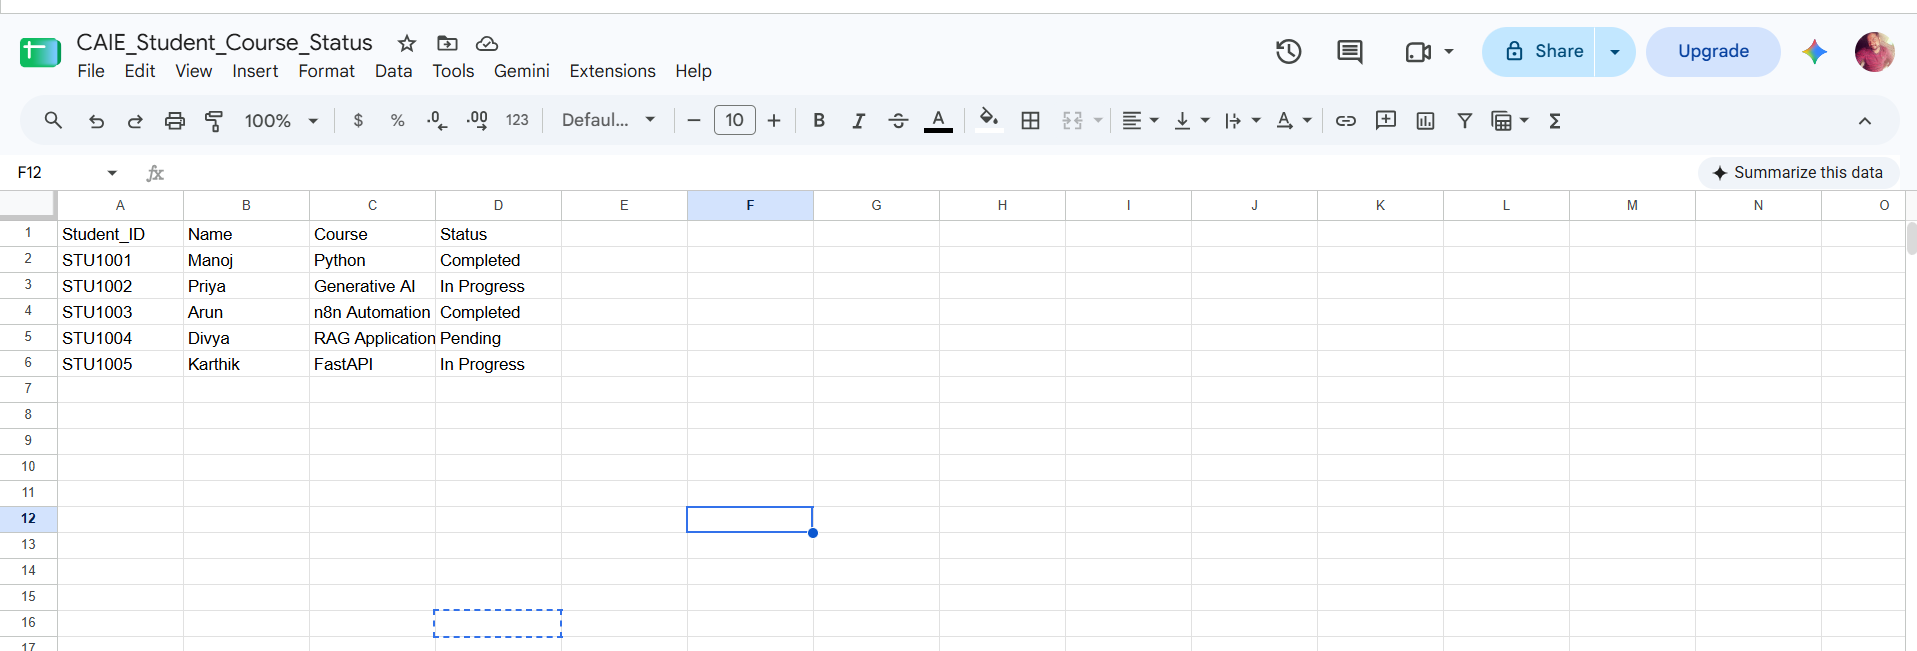 CAIE_Student_Course_Status
File Edit View Insert Format Data Tools Gemini Extensions Help
Share
Upgrade
100% $ % .0 .00 123 Defaul... 10 B I S A A Σ
F12 fx
Summarize this data
A B C D E F G H I J K L M N O
1 Student_ID Name Course Status
2 STU1001 Manoj Python Completed
3 STU1002 Priya Generative AI In Progress
4 STU1003 Arun n8n Automation Completed
5 STU1004 Divya RAG Application Pending
6 STU1005 Karthik FastAPI In Progress
7
8
9
10
11
12
13
14
15
16
17